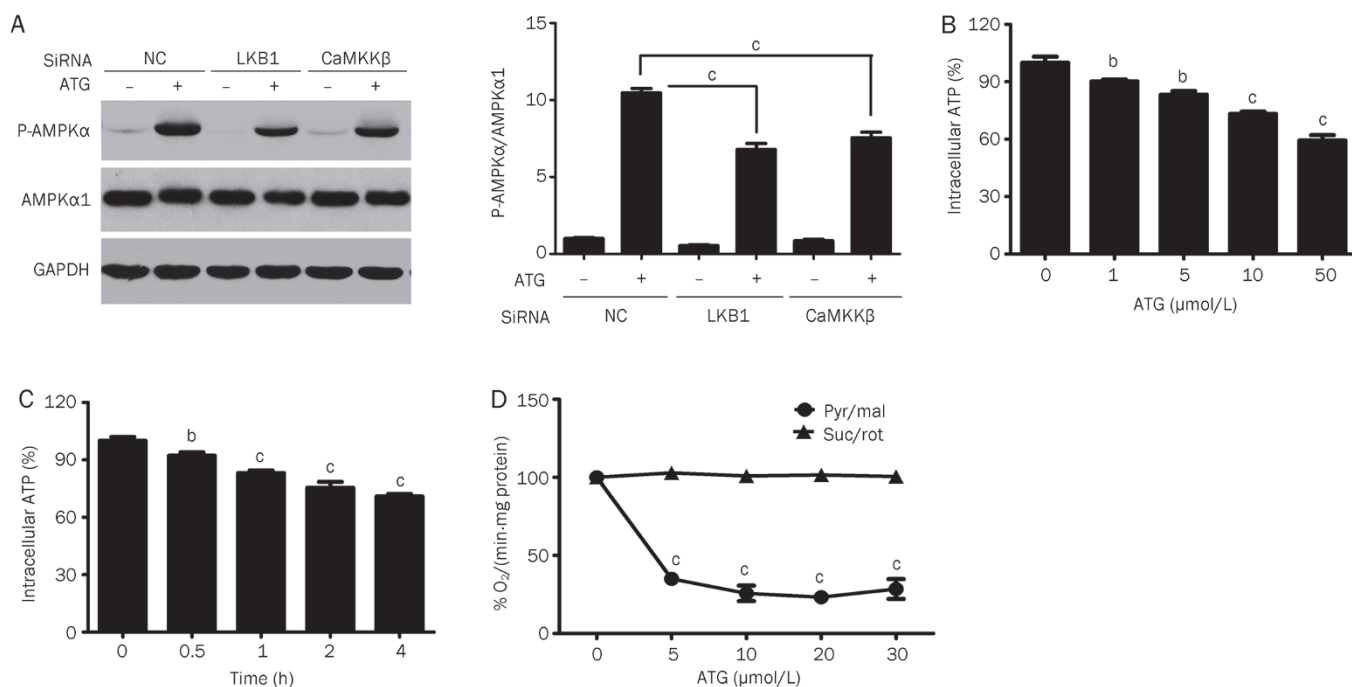 A
SiRNA NC LKB1 CaMKKβ
ATG – + – + – +
P-AMPKα
AMPKα1
GAPDH
P-AMPKα/AMPKα1
15
10
5
0
c
c
ATG – + – + – +
SiRNA NC LKB1 CaMKKβ
B
Intracellular ATP (%)
120
90
60
30
0
b b c c
0 1 5 10 50
ATG (μmol/L)
C
Intracellular ATP (%)
120
90
60
30
0
b c c c
0 0.5 1 2 4
Time (h)
D
% O₂/(min·mg protein)
150
100
50
0
Pyr/mal
Suc/rot
c c c c
0 5 10 20 30
ATG (μmol/L)